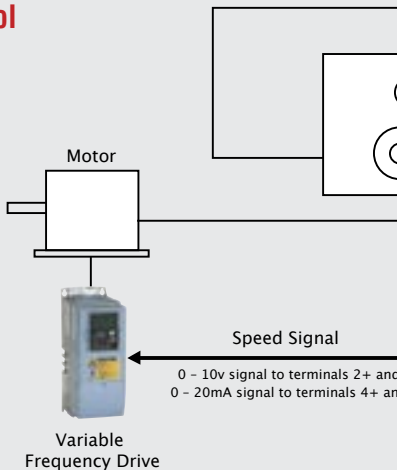 ol
Motor
Speed Signal
0 – 10v signal to terminals 2+ and
0 – 20mA signal to terminals 4+ an
Variable
Frequency Drive